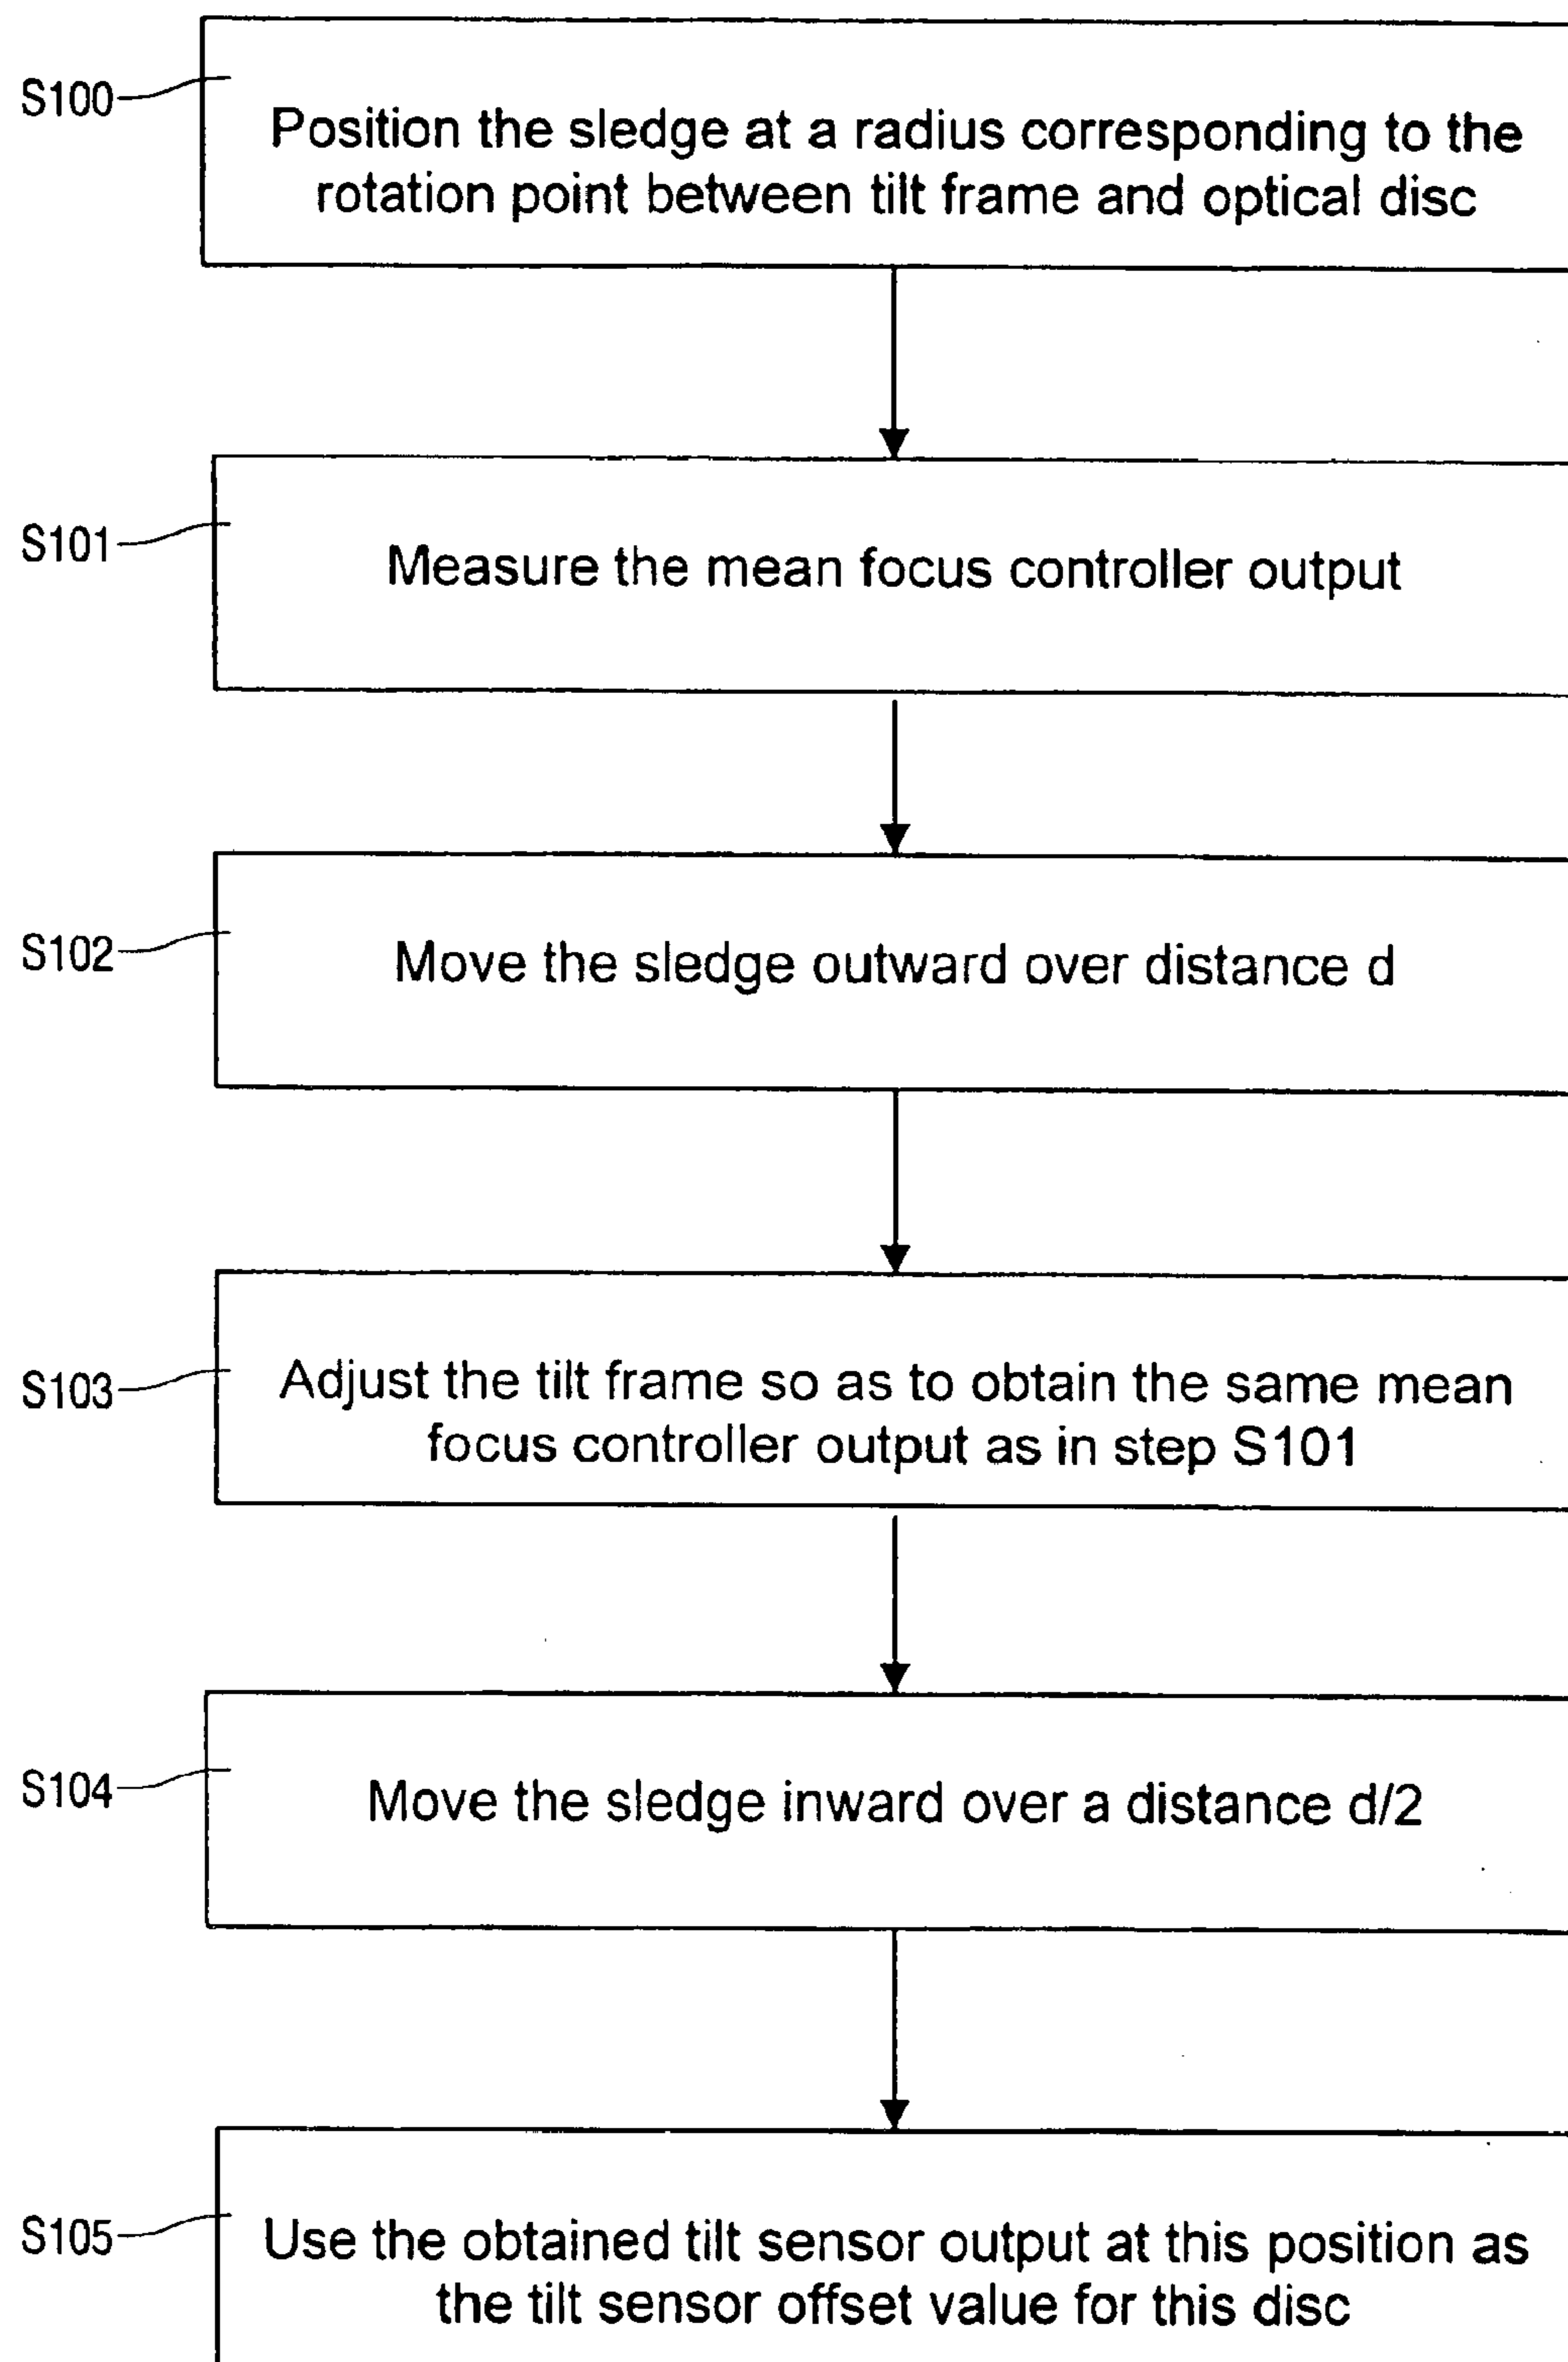 S100
Position the sledge at a radius corresponding to the
rotation point between tilt frame and optical disc
S101
Measure the mean focus controller output
S102
Move the sledge outward over distance d
S103
Adjust the tilt frame so as to obtain the same mean
focus controller output as in step S101
S104
Move the sledge inward over a distance d/2
S105
Use the obtained tilt sensor output at this position as
the tilt sensor offset value for this disc